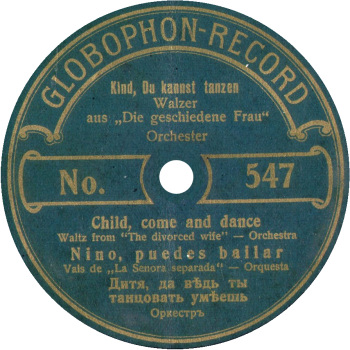 GLOBOPHON-RECORD
Kind, Du kannst tanzen
Walzer
aus „Die geschiedene Frau“
Orchester
No. 547
Child, come and dance
Waltz from "The divorced wife" — Orchestra
Nino, puedes bailar
Vals de „La Senora separada“ — Orquesta
Дитя, да вѣдь ты
танцовать умѣешь
Оркестръ